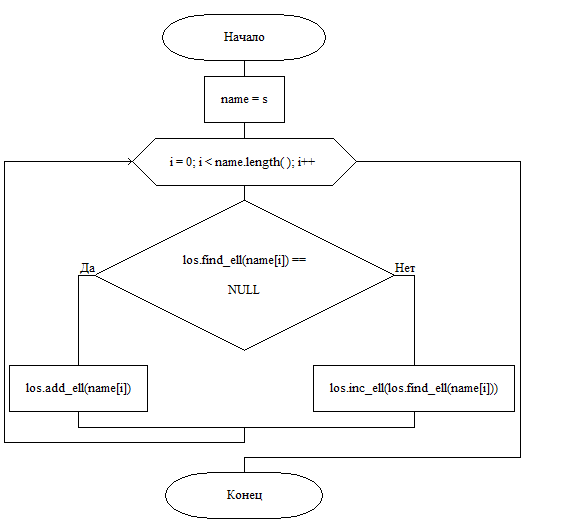 Начало
name = s
i = 0; i < name.length( ); i++
los.find_ell(name[i]) ==
NULL
Да
Нет
los.add_ell(name[i])
los.inc_ell(los.find_ell(name[i]))
Конец